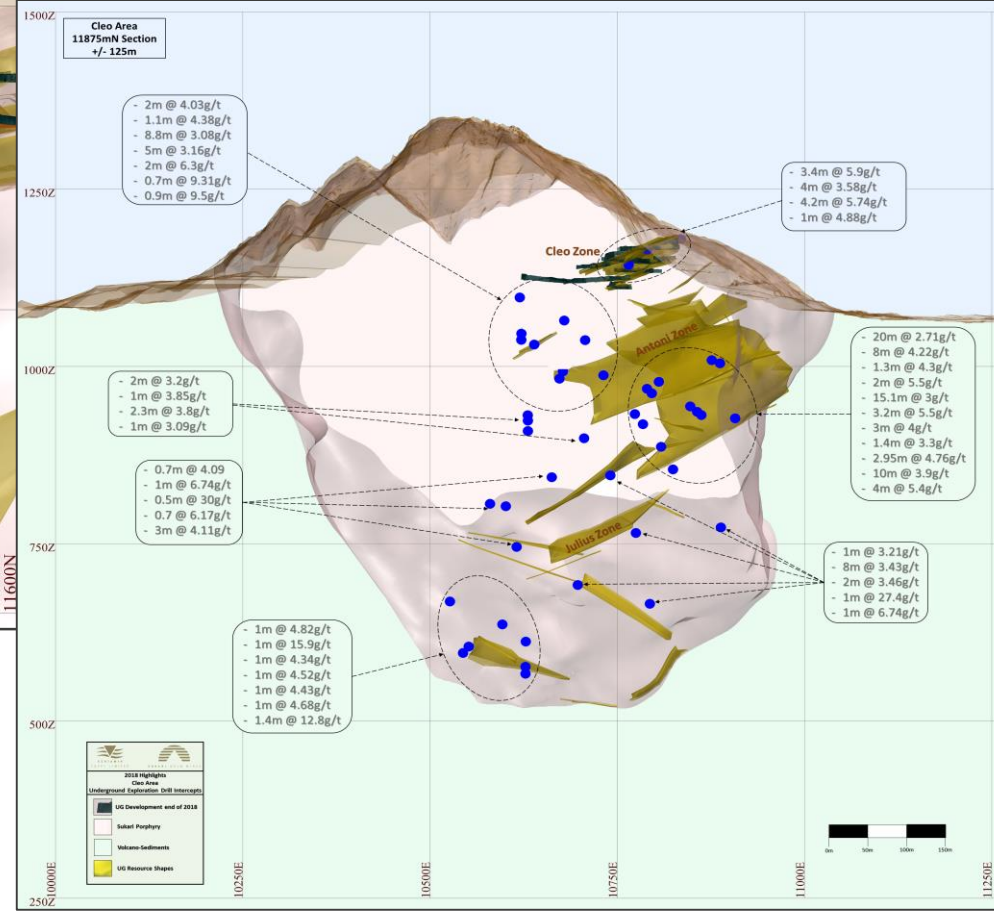 1500Z
Cleo Area
11875mN Section
+/- 125m
- 2m @ 4.03g/t
- 1.1m @ 4.38g/t
- 8.8m @ 3.08g/t
- 5m @ 3.16g/t
- 2m @ 6.3g/t
- 0.7m @ 9.31g/t
- 0.9m @ 9.5g/t
- 3.4m @ 5.9g/t
- 4m @ 3.58g/t
- 4.2m @ 5.74g/t
- 1m @ 4.88g/t
1250Z
Cleo Zone
Antoni Zone
1000Z
- 20m @ 2.71g/t
- 8m @ 4.22g/t
- 1.3m @ 4.3g/t
- 2m @ 5.5g/t
- 15.1m @ 3g/t
- 3.2m @ 5.5g/t
- 3m @ 4g/t
- 1.4m @ 3.3g/t
- 2.95m @ 4.76g/t
- 10m @ 3.9g/t
- 4m @ 5.4g/t
- 2m @ 3.2g/t
- 1m @ 3.85g/t
- 2.3m @ 3.8g/t
- 1m @ 3.09g/t
- 0.7m @ 4.09
- 1m @ 6.74g/t
- 0.5m @ 30g/t
- 0.7 @ 6.17g/t
- 3m @ 4.11g/t
Julius Zone
750Z
11600N
- 1m @ 3.21g/t
- 8m @ 3.43g/t
- 2m @ 3.46g/t
- 1m @ 27.4g/t
- 1m @ 6.74g/t
- 1m @ 4.82g/t
- 1m @ 15.9g/t
- 1m @ 4.34g/t
- 1m @ 4.52g/t
- 1m @ 4.43g/t
- 1m @ 4.68g/t
- 1.4m @ 12.8g/t
500Z
2018 Highlights
Cleo Area
Underground Exploration Drill Intercepts
UG Development end of 2018
Sukari Porphyry
Volcano-Sediments
UG Resource Shapes
0m 50m 100m 150m
250Z
10000E 10250E 10500E 10750E 11000E 11250E